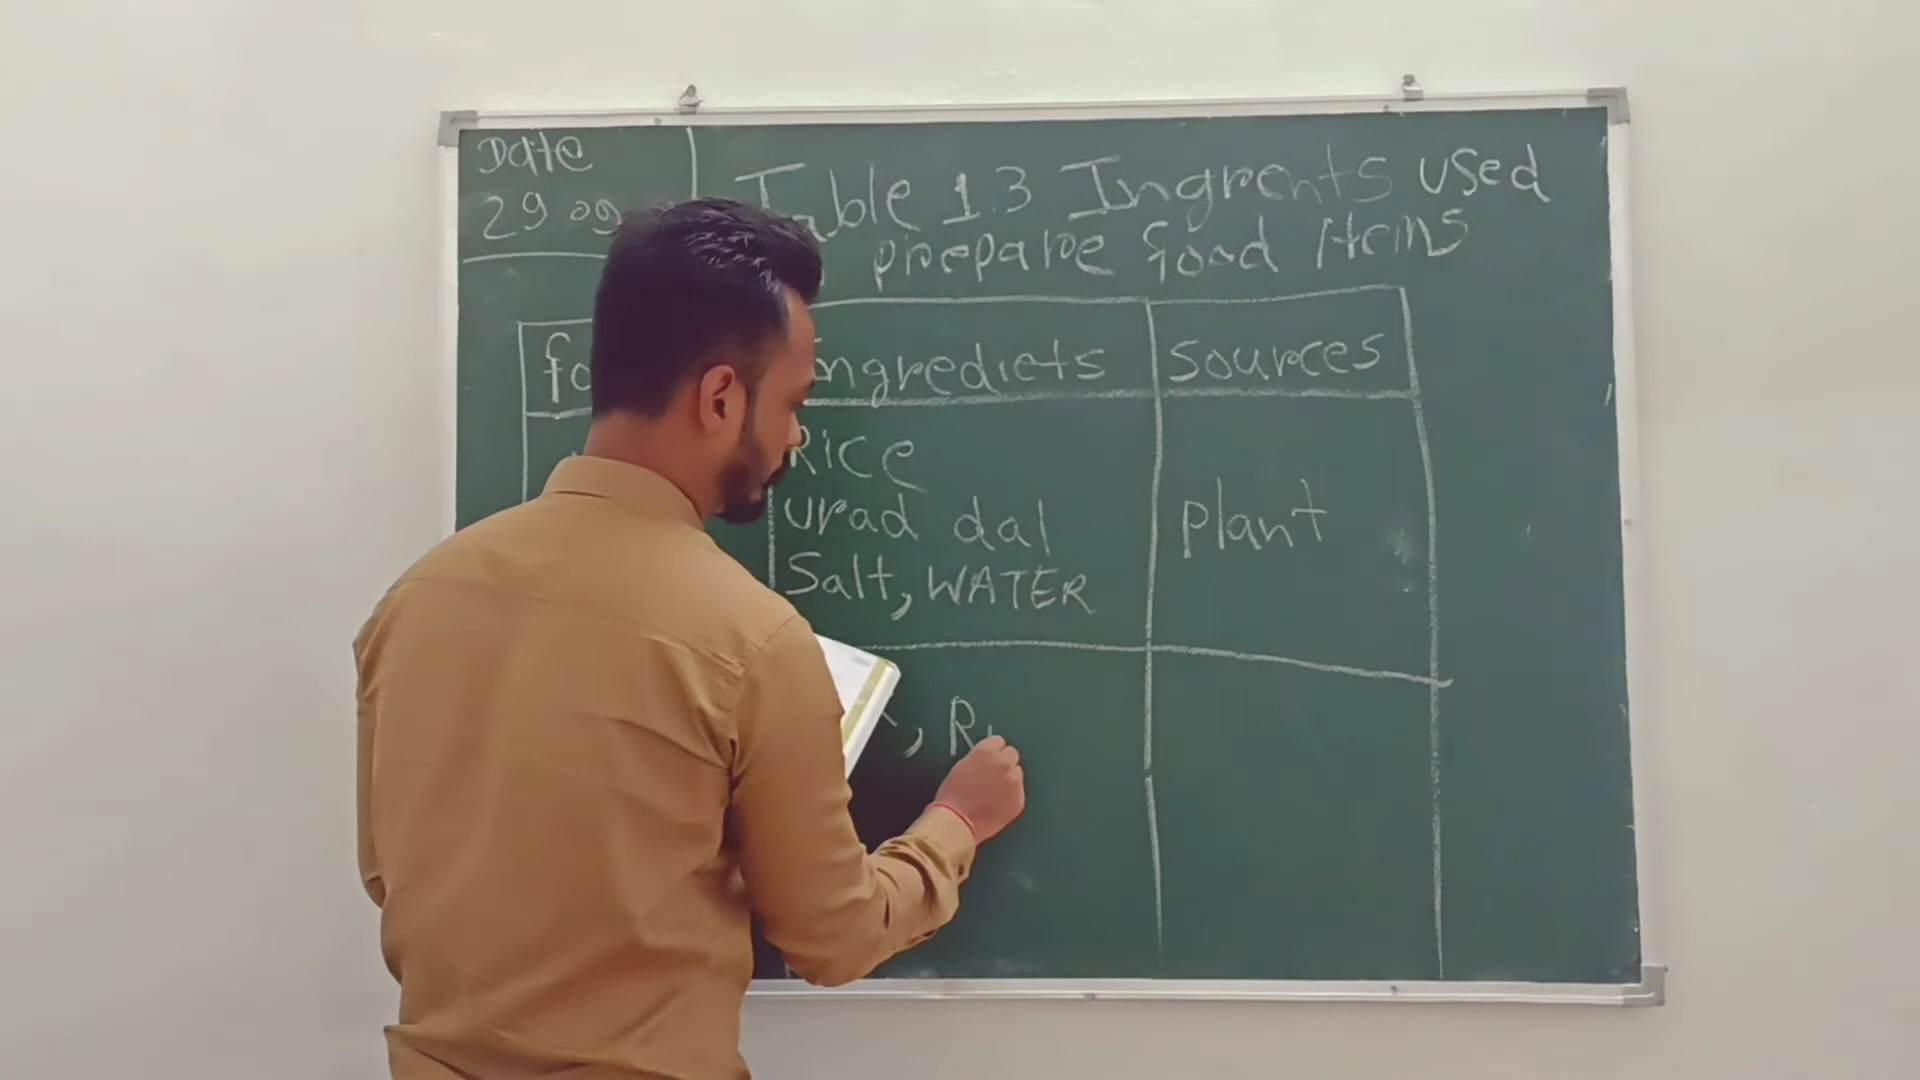 Date
29 09
Table 1.3 Ingrents used
prepare food items
ingrediets
sources
Rice
urad dal
Salt, WATER
plant